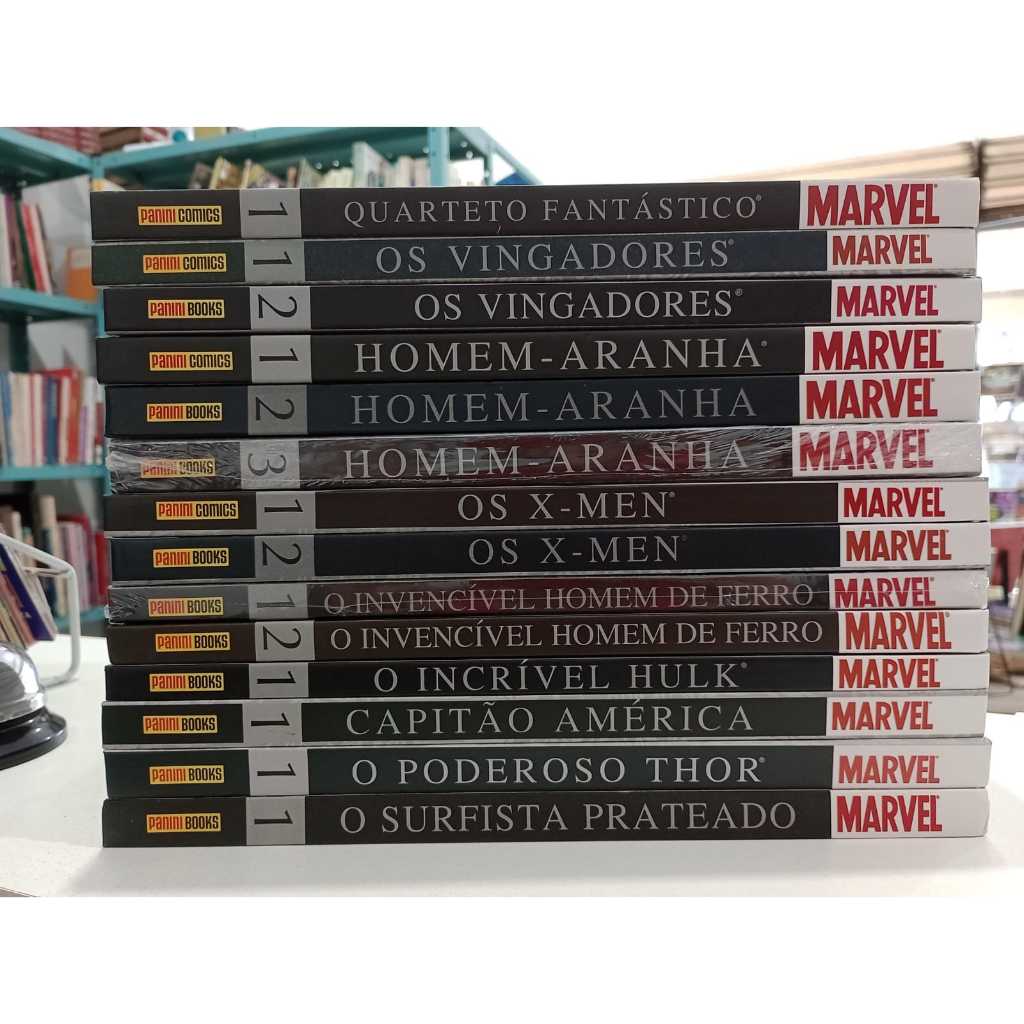 PANINI COMICS 1 QUARTETO FANTÁSTICO® MARVEL®
PANINI COMICS 1 OS VINGADORES® MARVEL®
PANINI BOOKS 2 OS VINGADORES® MARVEL®
PANINI COMICS 1 HOMEM-ARANHA® MARVEL®
PANINI BOOKS 2 HOMEM-ARANHA MARVEL®
PANINI BOOKS 3 HOMEM-ARANHA MARVEL®
PANINI COMICS 1 OS X-MEN® MARVEL®
PANINI BOOKS 2 OS X-MEN® MARVEL®
PANINI BOOKS 1 O INVENCÍVEL HOMEM DE FERRO MARVEL®
PANINI BOOKS 2 O INVENCÍVEL HOMEM DE FERRO MARVEL®
PANINI BOOKS 1 O INCRÍVEL HULK® MARVEL®
PANINI BOOKS 1 CAPITÃO AMÉRICA MARVEL®
PANINI BOOKS 1 O PODEROSO THOR® MARVEL®
PANINI BOOKS 1 O SURFISTA PRATEADO MARVEL®